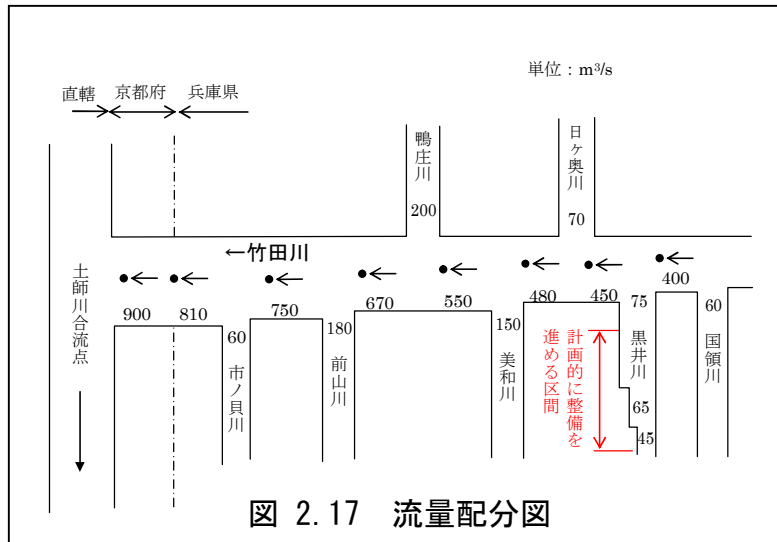 単位：m³/s
直轄 京都府 兵庫県
鴨庄川
200
日ヶ奥川
70
←竹田川
土師川合流点
900 810 750 670 550 480 450 75 400
60
市ノ貝川
180
前山川
150
美和川
計画的に整備を
進める区間
黒井川
65
45
60
国領川
図 2.17 流量配分図